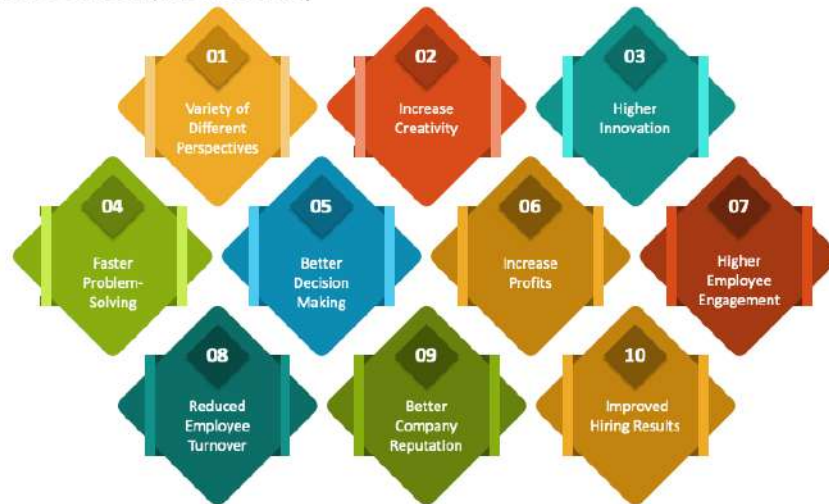 01
Variety of
Different
Perspectives
02
Increase
Creativity
03
Higher
Innovation
04
Faster
Problem-
Solving
05
Better
Decision
Making
06
Increase
Profits
07
Higher
Employee
Engagement
08
Reduced
Employee
Turnover
09
Better
Company
Reputation
10
Improved
Hiring Results